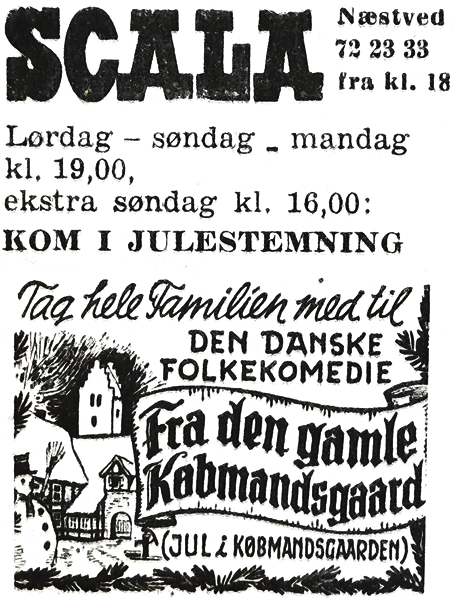 SCALA
Næstved
72 23 33
fra kl. 18
Lørdag – søndag - mandag
kl. 19,00,
ekstra søndag kl. 16,00:
KOM I JULESTEMNING
Tag hele Familien med til
DEN DANSKE
FOLKEKOMEDIE
Fra den gamle
Købmandsgaard
(JUL i KØBMANDSGAARDEN)